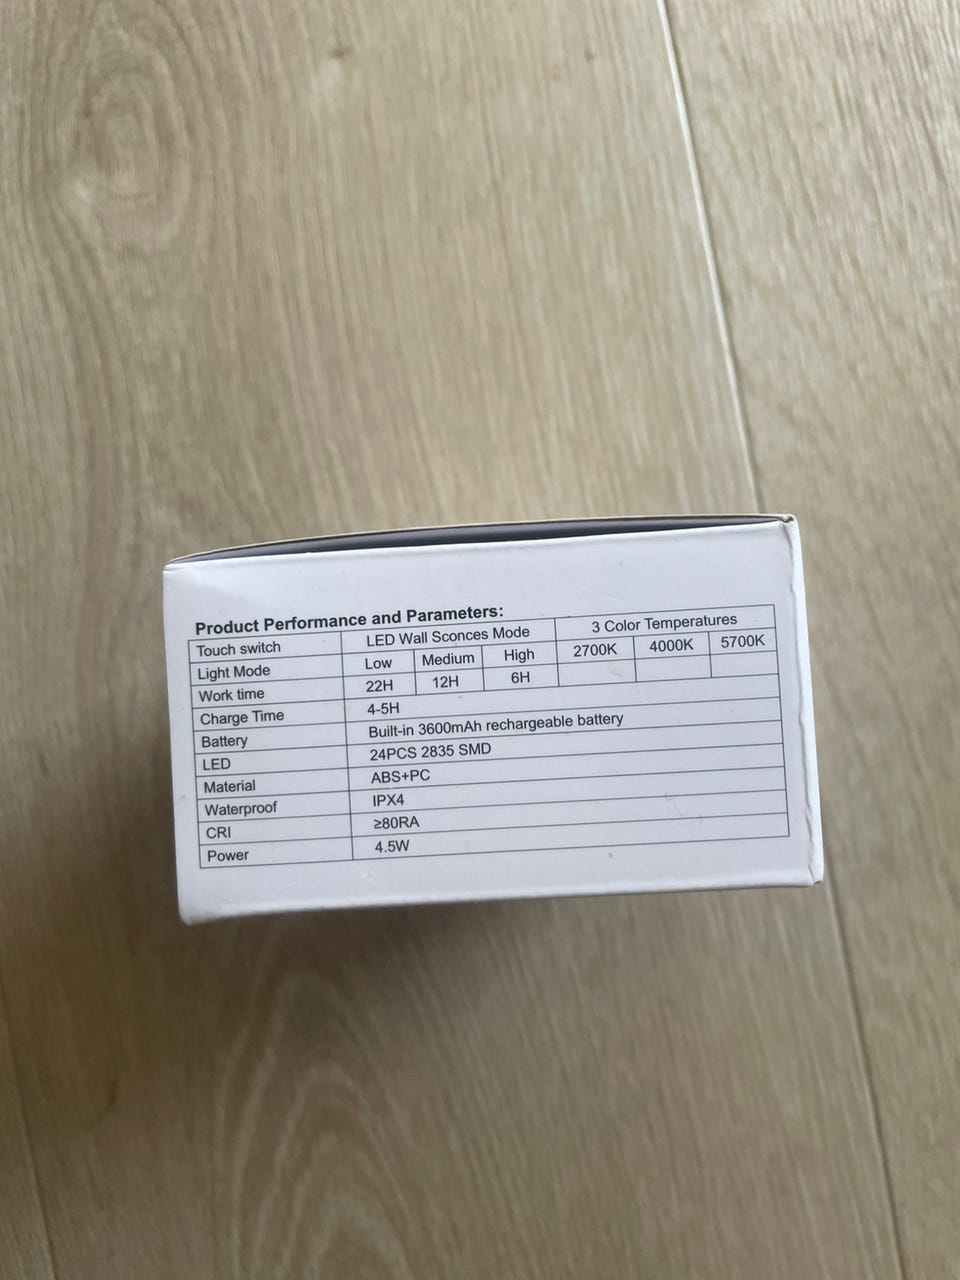 Product Performance and Parameters:
Touch switch LED Wall Sconces Mode 3 Color Temperatures
Light Mode Low Medium High 2700K 4000K 5700K
Work time 22H 12H 6H
Charge Time 4-5H
Battery Built-in 3600mAh rechargeable battery
LED 24PCS 2835 SMD
Material ABS+PC
Waterproof IPX4
CRI ≥80RA
Power 4.5W